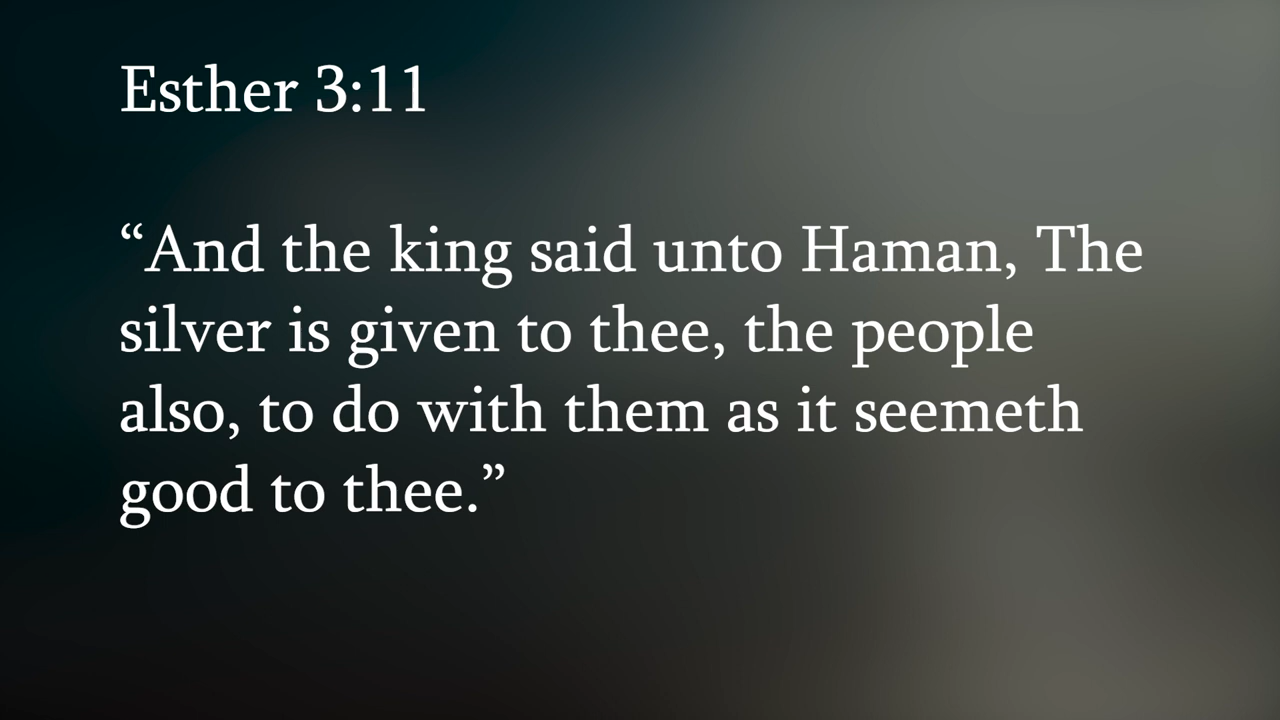 Esther 3:11
“And the king said unto Haman, The
silver is given to thee, the people
also, to do with them as it seemeth
good to thee.”